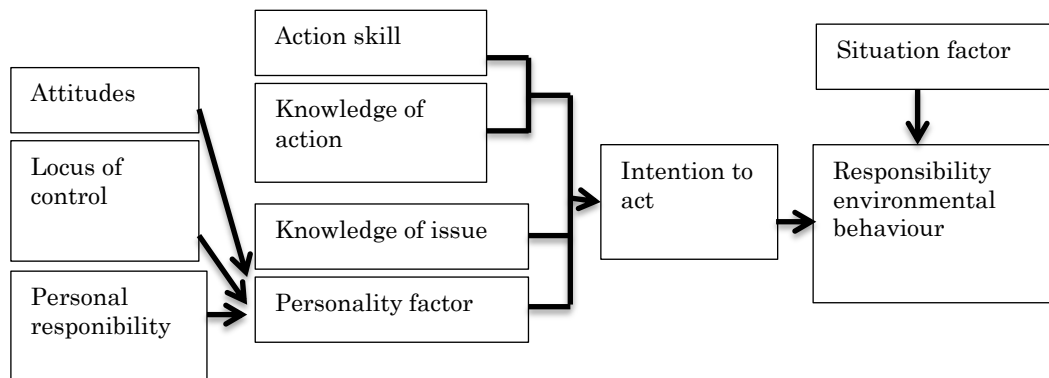 Attitudes
Locus of
control
Personal
responibility
Action skill
Knowledge of
action
Knowledge of issue
Personality factor
Intention to
act
Situation factor
Responsibility
environmental
behaviour